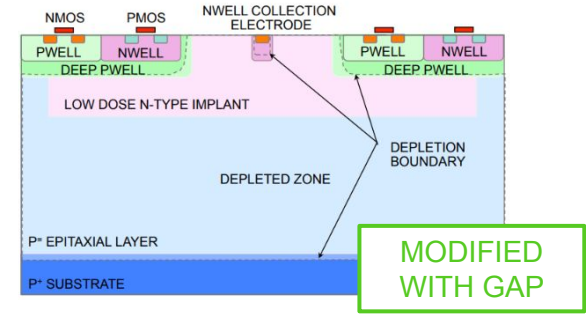 NMOS
PMOS
NWELL COLLECTION
ELECTRODE
PWELL
NWELL
DEEP PWELL
PWELL
NWELL
DEEP PWELL
LOW DOSE N-TYPE IMPLANT
DEPLETION
BOUNDARY
DEPLETED ZONE
P⁼ EPITAXIAL LAYER
P⁺ SUBSTRATE
MODIFIED
WITH GAP